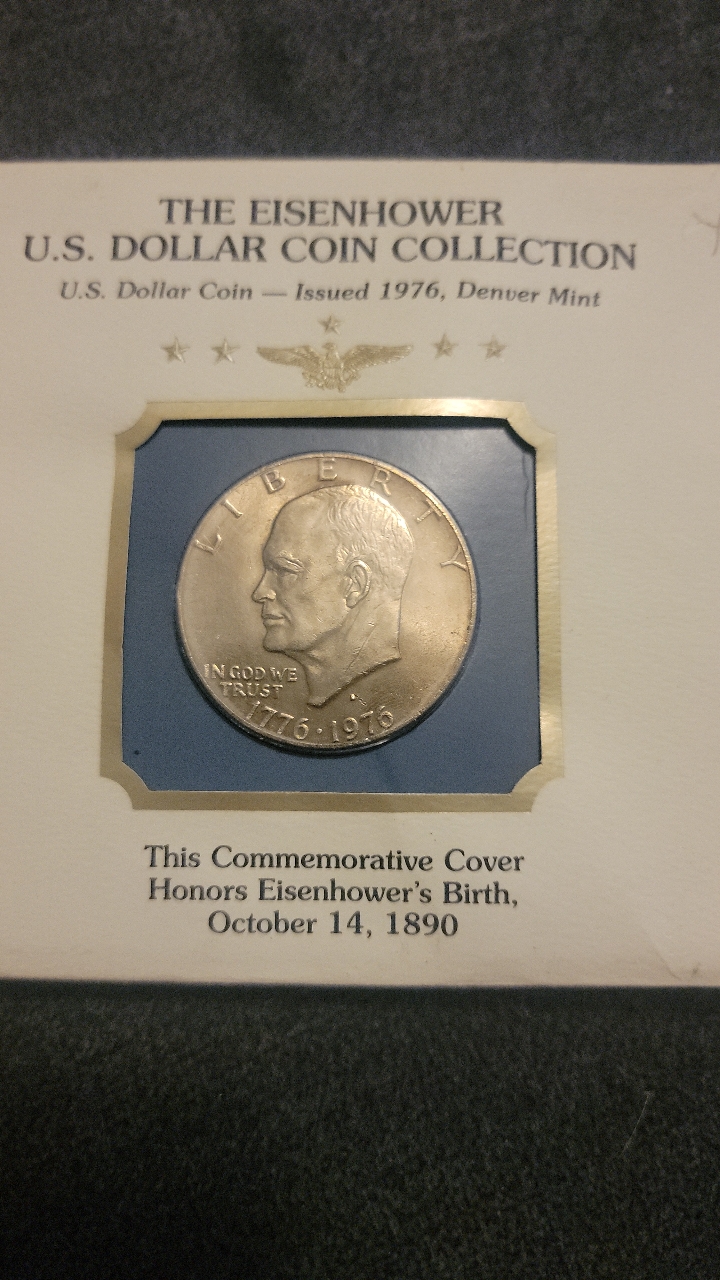 THE EISENHOWER
U.S. DOLLAR COIN COLLECTION
U.S. Dollar Coin — Issued 1976, Denver Mint
LIBERTY
IN GOD WE
TRUST
1776·1976
This Commemorative Cover
Honors Eisenhower's Birth,
October 14, 1890